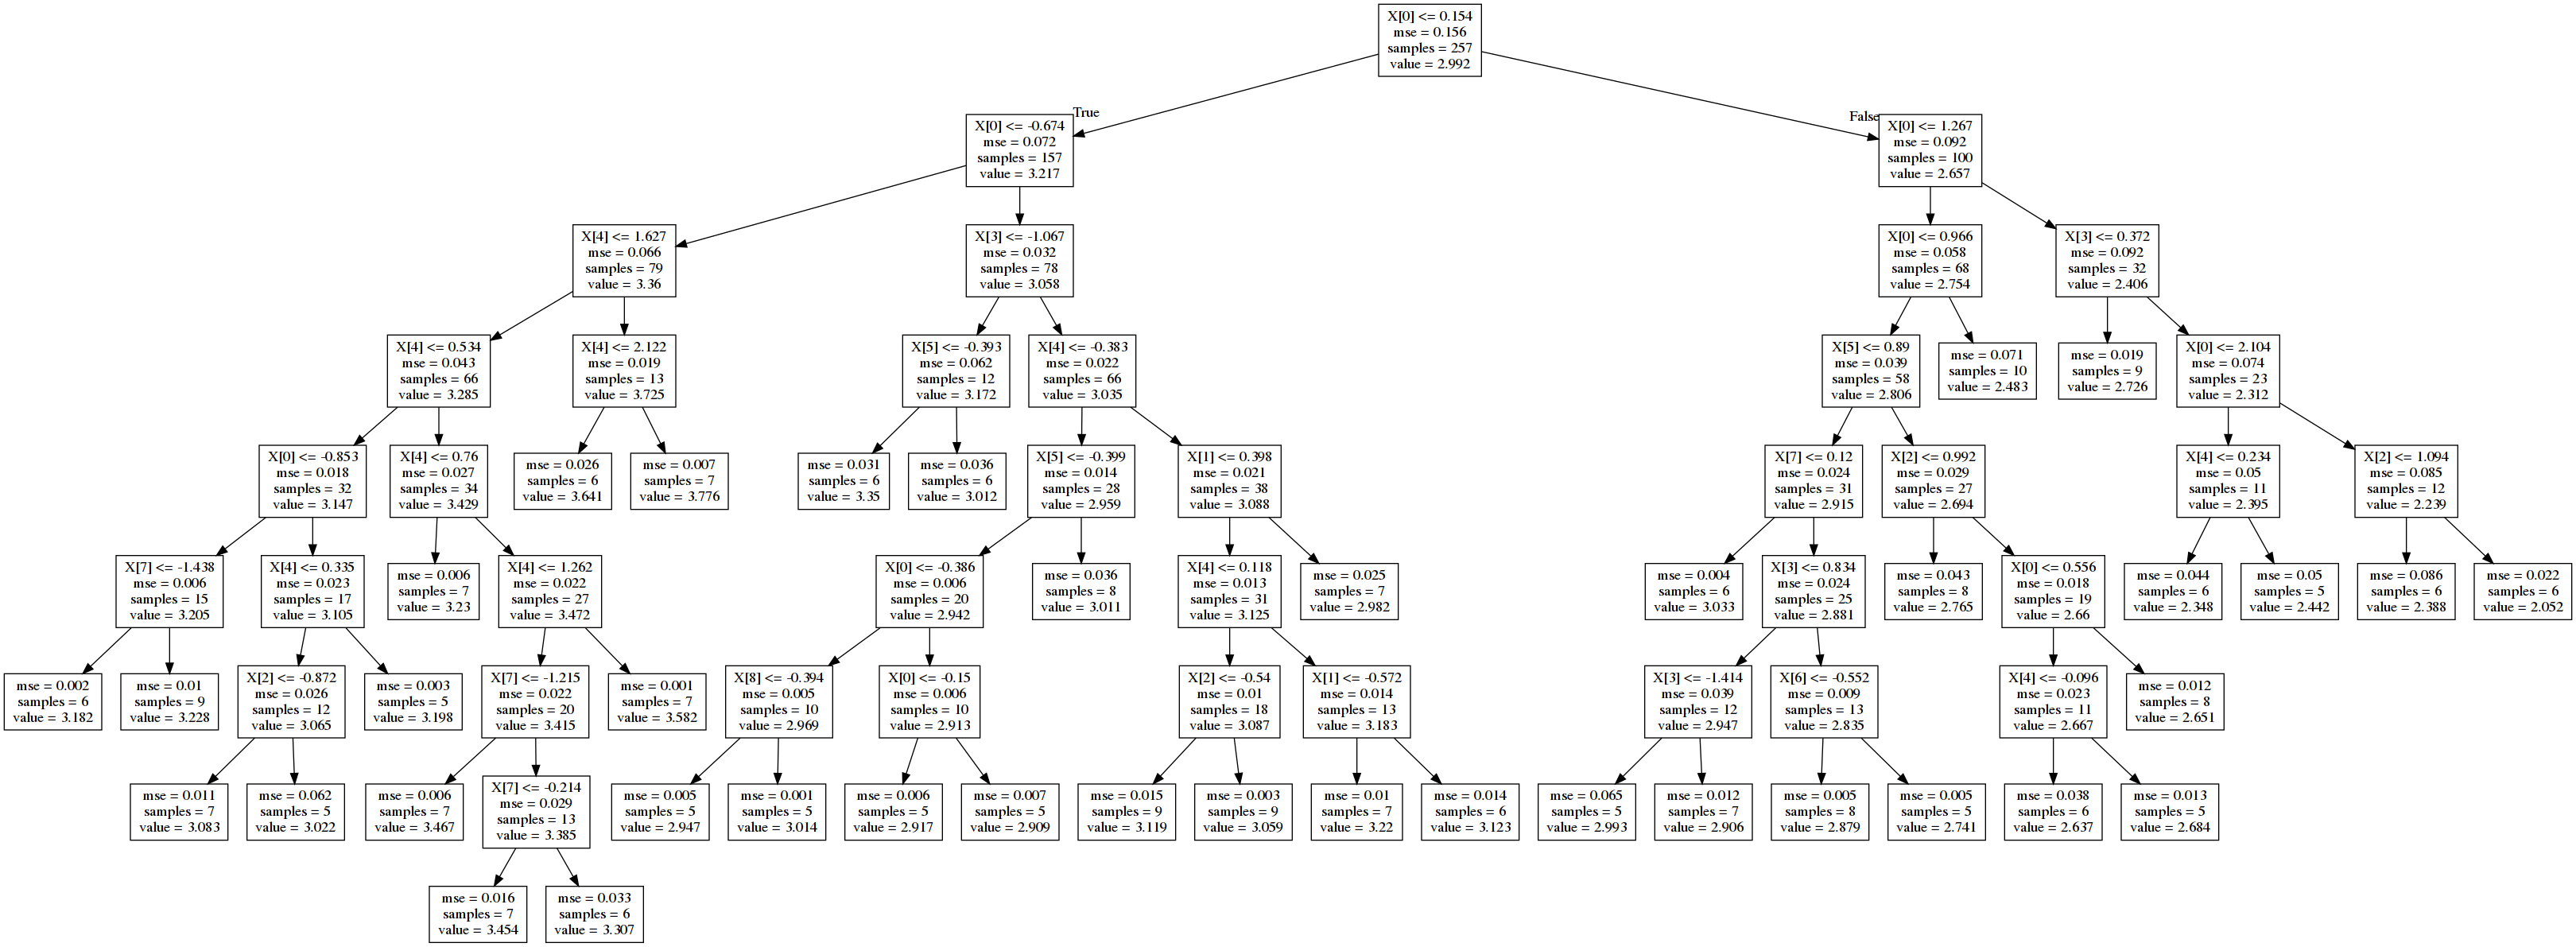 X[0] <= 0.154
mse = 0.156
samples = 257
value = 2.992
True
False
X[0] <= -0.674
mse = 0.072
samples = 157
value = 3.217
X[0] <= 1.267
mse = 0.092
samples = 100
value = 2.657
X[4] <= 1.627
mse = 0.066
samples = 79
value = 3.36
X[3] <= -1.067
mse = 0.032
samples = 78
value = 3.058
X[0] <= 0.966
mse = 0.058
samples = 68
value = 2.754
X[3] <= 0.372
mse = 0.092
samples = 32
value = 2.406
X[4] <= 0.534
mse = 0.043
samples = 66
value = 3.285
X[4] <= 2.122
mse = 0.019
samples = 13
value = 3.725
X[5] <= -0.393
mse = 0.062
samples = 12
value = 3.172
X[4] <= -0.383
mse = 0.022
samples = 66
value = 3.035
X[5] <= 0.89
mse = 0.039
samples = 58
value = 2.806
mse = 0.071
samples = 10
value = 2.483
mse = 0.019
samples = 9
value = 2.726
X[0] <= 2.104
mse = 0.074
samples = 23
value = 2.312
X[0] <= -0.853
mse = 0.018
samples = 32
value = 3.147
X[4] <= 0.76
mse = 0.027
samples = 34
value = 3.429
mse = 0.026
samples = 6
value = 3.641
mse = 0.007
samples = 7
value = 3.776
mse = 0.031
samples = 6
value = 3.35
mse = 0.036
samples = 6
value = 3.012
X[5] <= -0.399
mse = 0.014
samples = 28
value = 2.959
X[1] <= 0.398
mse = 0.021
samples = 38
value = 3.088
X[7] <= 0.12
mse = 0.024
samples = 31
value = 2.915
X[2] <= 0.992
mse = 0.029
samples = 27
value = 2.694
X[4] <= 0.234
mse = 0.05
samples = 11
value = 2.395
X[2] <= 1.094
mse = 0.085
samples = 12
value = 2.239
X[7] <= -1.438
mse = 0.006
samples = 15
value = 3.205
X[4] <= 0.335
mse = 0.023
samples = 17
value = 3.105
mse = 0.006
samples = 7
value = 3.23
X[4] <= 1.262
mse = 0.022
samples = 27
value = 3.472
X[0] <= -0.386
mse = 0.006
samples = 20
value = 2.942
mse = 0.036
samples = 8
value = 3.011
X[4] <= 0.118
mse = 0.013
samples = 31
value = 3.125
mse = 0.025
samples = 7
value = 2.982
mse = 0.004
samples = 6
value = 3.033
X[3] <= 0.834
mse = 0.024
samples = 25
value = 2.881
mse = 0.043
samples = 8
value = 2.765
X[0] <= 0.556
mse = 0.018
samples = 19
value = 2.66
mse = 0.044
samples = 6
value = 2.348
mse = 0.05
samples = 5
value = 2.442
mse = 0.086
samples = 6
value = 2.388
mse = 0.022
samples = 6
value = 2.052
mse = 0.002
samples = 6
value = 3.182
mse = 0.01
samples = 9
value = 3.228
X[2] <= -0.872
mse = 0.026
samples = 12
value = 3.065
mse = 0.003
samples = 5
value = 3.198
X[7] <= -1.215
mse = 0.022
samples = 20
value = 3.415
mse = 0.001
samples = 7
value = 3.582
X[8] <= -0.394
mse = 0.005
samples = 10
value = 2.969
X[0] <= -0.15
mse = 0.006
samples = 10
value = 2.913
X[2] <= -0.54
mse = 0.01
samples = 18
value = 3.087
X[1] <= -0.572
mse = 0.014
samples = 13
value = 3.183
X[3] <= -1.414
mse = 0.039
samples = 12
value = 2.947
X[6] <= -0.552
mse = 0.009
samples = 13
value = 2.835
X[4] <= -0.096
mse = 0.023
samples = 11
value = 2.667
mse = 0.012
samples = 8
value = 2.651
mse = 0.011
samples = 7
value = 3.083
mse = 0.062
samples = 5
value = 3.022
mse = 0.006
samples = 7
value = 3.467
X[7] <= -0.214
mse = 0.029
samples = 13
value = 3.385
mse = 0.005
samples = 5
value = 2.947
mse = 0.001
samples = 5
value = 3.014
mse = 0.006
samples = 5
value = 2.917
mse = 0.007
samples = 5
value = 2.909
mse = 0.015
samples = 9
value = 3.119
mse = 0.003
samples = 9
value = 3.059
mse = 0.01
samples = 7
value = 3.22
mse = 0.014
samples = 6
value = 3.123
mse = 0.065
samples = 5
value = 2.993
mse = 0.012
samples = 7
value = 2.906
mse = 0.005
samples = 8
value = 2.879
mse = 0.005
samples = 5
value = 2.741
mse = 0.038
samples = 6
value = 2.637
mse = 0.013
samples = 5
value = 2.684
mse = 0.016
samples = 7
value = 3.454
mse = 0.033
samples = 6
value = 3.307